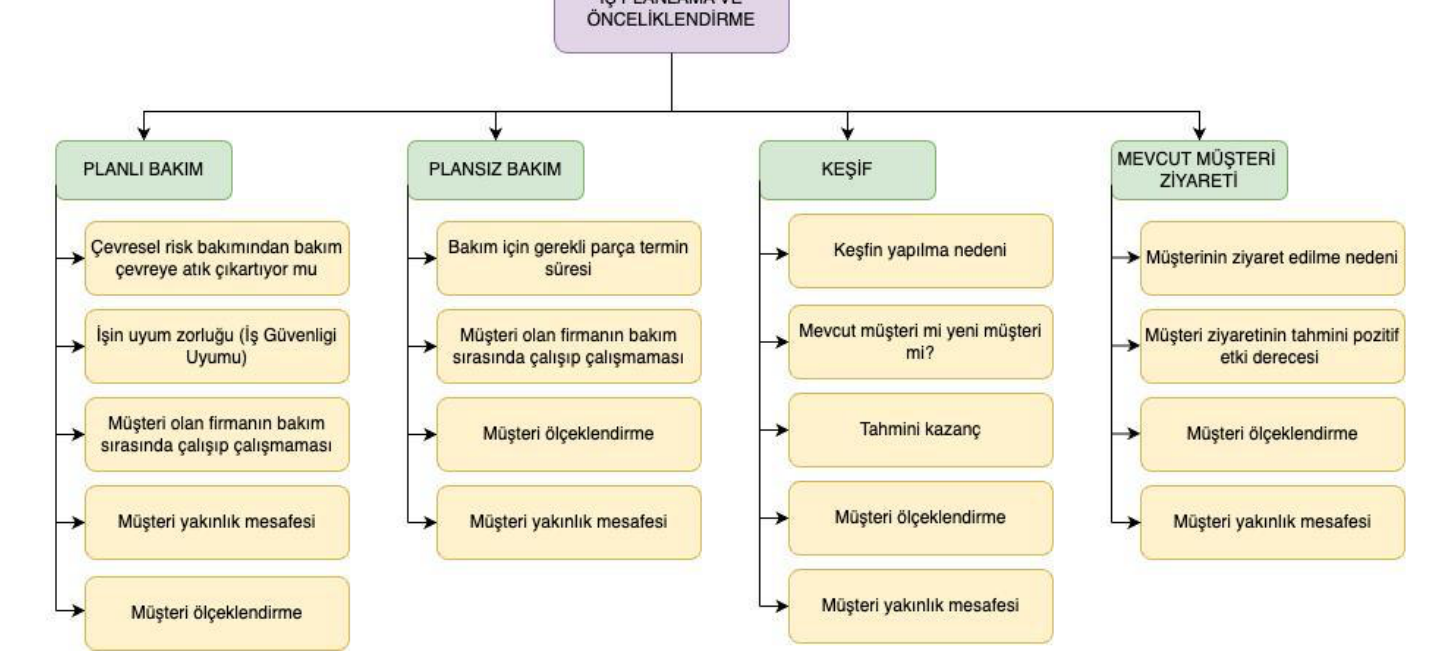 İŞ PLANLAMA VE
ÖNCELİKLENDİRME
PLANLI BAKIM
Çevresel risk bakımından bakım
çevreye atık çıkartıyor mu
İşin uyum zorluğu (İş Güvenligi
Uyumu)
Müşteri olan firmanın bakım
sırasında çalışıp çalışmaması
Müşteri yakınlık mesafesi
Müşteri ölçeklendirme
PLANSIZ BAKIM
Bakım için gerekli parça termin
süresi
Müşteri olan firmanın bakım
sırasında çalışıp çalışmaması
Müşteri ölçeklendirme
Müşteri yakınlık mesafesi
KEŞİF
Keşfin yapılma nedeni
Mevcut müşteri mi yeni müşteri
mi?
Tahmini kazanç
Müşteri ölçeklendirme
Müşteri yakınlık mesafesi
MEVCUT MÜŞTERİ
ZİYARETİ
Müşterinin ziyaret edilme nedeni
Müşteri ziyaretinin tahmini pozitif
etki derecesi
Müşteri ölçeklendirme
Müşteri yakınlık mesafesi